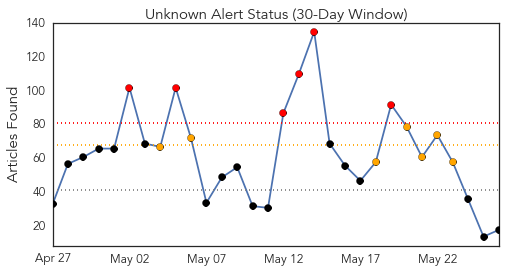 Unknown Alert Status (30-Day Window)
Articles Found
140
120
100
80
60
40
20
Apr 27
May 02
May 07
May 12
May 17
May 22